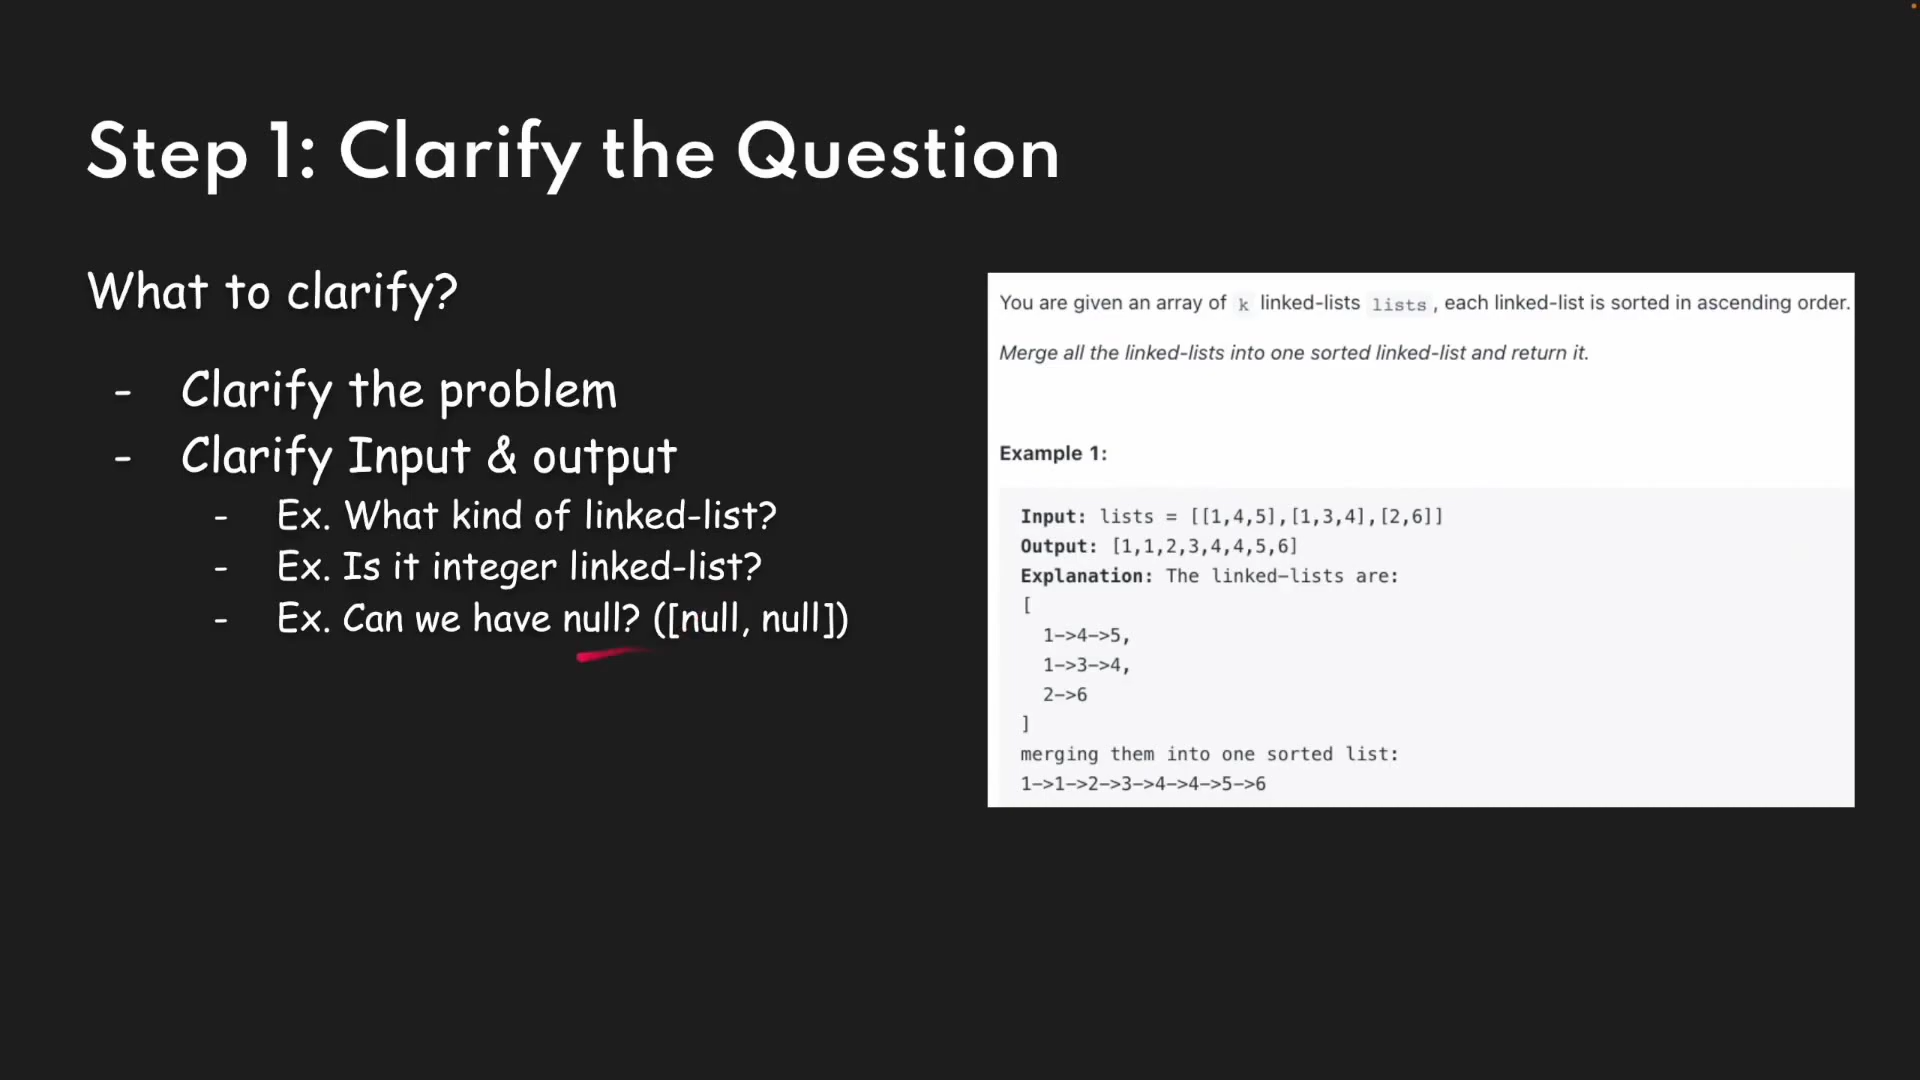 Step 1: Clarify the Question
What to clarify?
- Clarify the problem
- Clarify Input & output
- Ex. What kind of linked-list?
- Ex. Is it integer linked-list?
- Ex. Can we have null? ([null, null])
You are given an array of k linked-lists lists, each linked-list is sorted in ascending order.
Merge all the linked-lists into one sorted linked-list and return it.
Example 1:
Input: lists = [[1,4,5],[1,3,4],[2,6]]
Output: [1,1,2,3,4,4,5,6]
Explanation: The linked-lists are:
[
1->4->5,
1->3->4,
2->6
]
merging them into one sorted list:
1->1->2->3->4->4->5->6